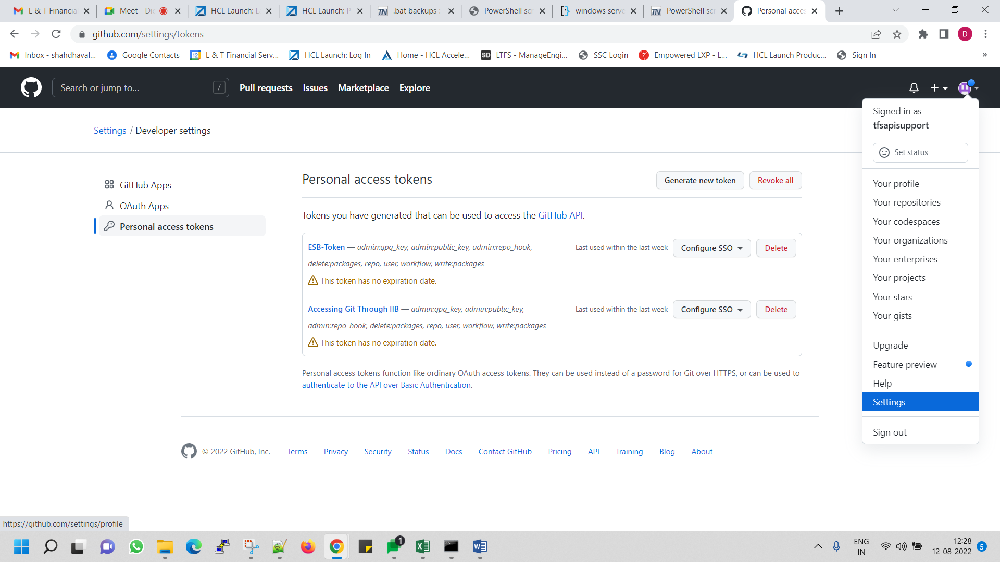 L & T Financial
Meet - Dig
HCL Launch: L
HCL Launch: P
.bat backups :
PowerShell scr
windows serve
PowerShell scr
Personal acces
github.com/settings/tokens
D
Inbox - shahdhaval...
Google Contacts
12
L & T Financial Serv...
HCL Launch: Log In
Home - HCL Accele...
SD
LTFS - ManageEngi...
SSC Login
Empowered LXP - L...
HCL Launch Produc...
Sign In
»
Search or jump to...
/
Pull requests
Issues
Marketplace
Explore
Signed in as
tfsapisupport
Set status
Your profile
Your repositories
Your codespaces
Your organizations
Your enterprises
Your projects
Your stars
Your gists
Upgrade
Feature preview
Help
Settings
Sign out
Settings / Developer settings
GitHub Apps
OAuth Apps
Personal access tokens
Personal access tokens
Generate new token
Revoke all
Tokens you have generated that can be used to access the GitHub API.
ESB-Token — admin:gpg_key, admin:public_key, admin:repo_hook,
delete:packages, repo, user, workflow, write:packages
Last used within the last week
Configure SSO
Delete
This token has no expiration date.
Accessing Git Through IIB — admin:gpg_key, admin:public_key,
admin:repo_hook, delete:packages, repo, user, workflow, write:packages
Last used within the last week
Configure SSO
Delete
This token has no expiration date.
Personal access tokens function like ordinary OAuth access tokens. They can be used instead of a password for Git over HTTPS, or can be used to
authenticate to the API over Basic Authentication.
© 2022 GitHub, Inc.
Terms
Privacy
Security
Status
Docs
Contact GitHub
Pricing
API
Training
Blog
About
https://github.com/settings/profile
1
ENG
IN
12:28
12-08-2022
5